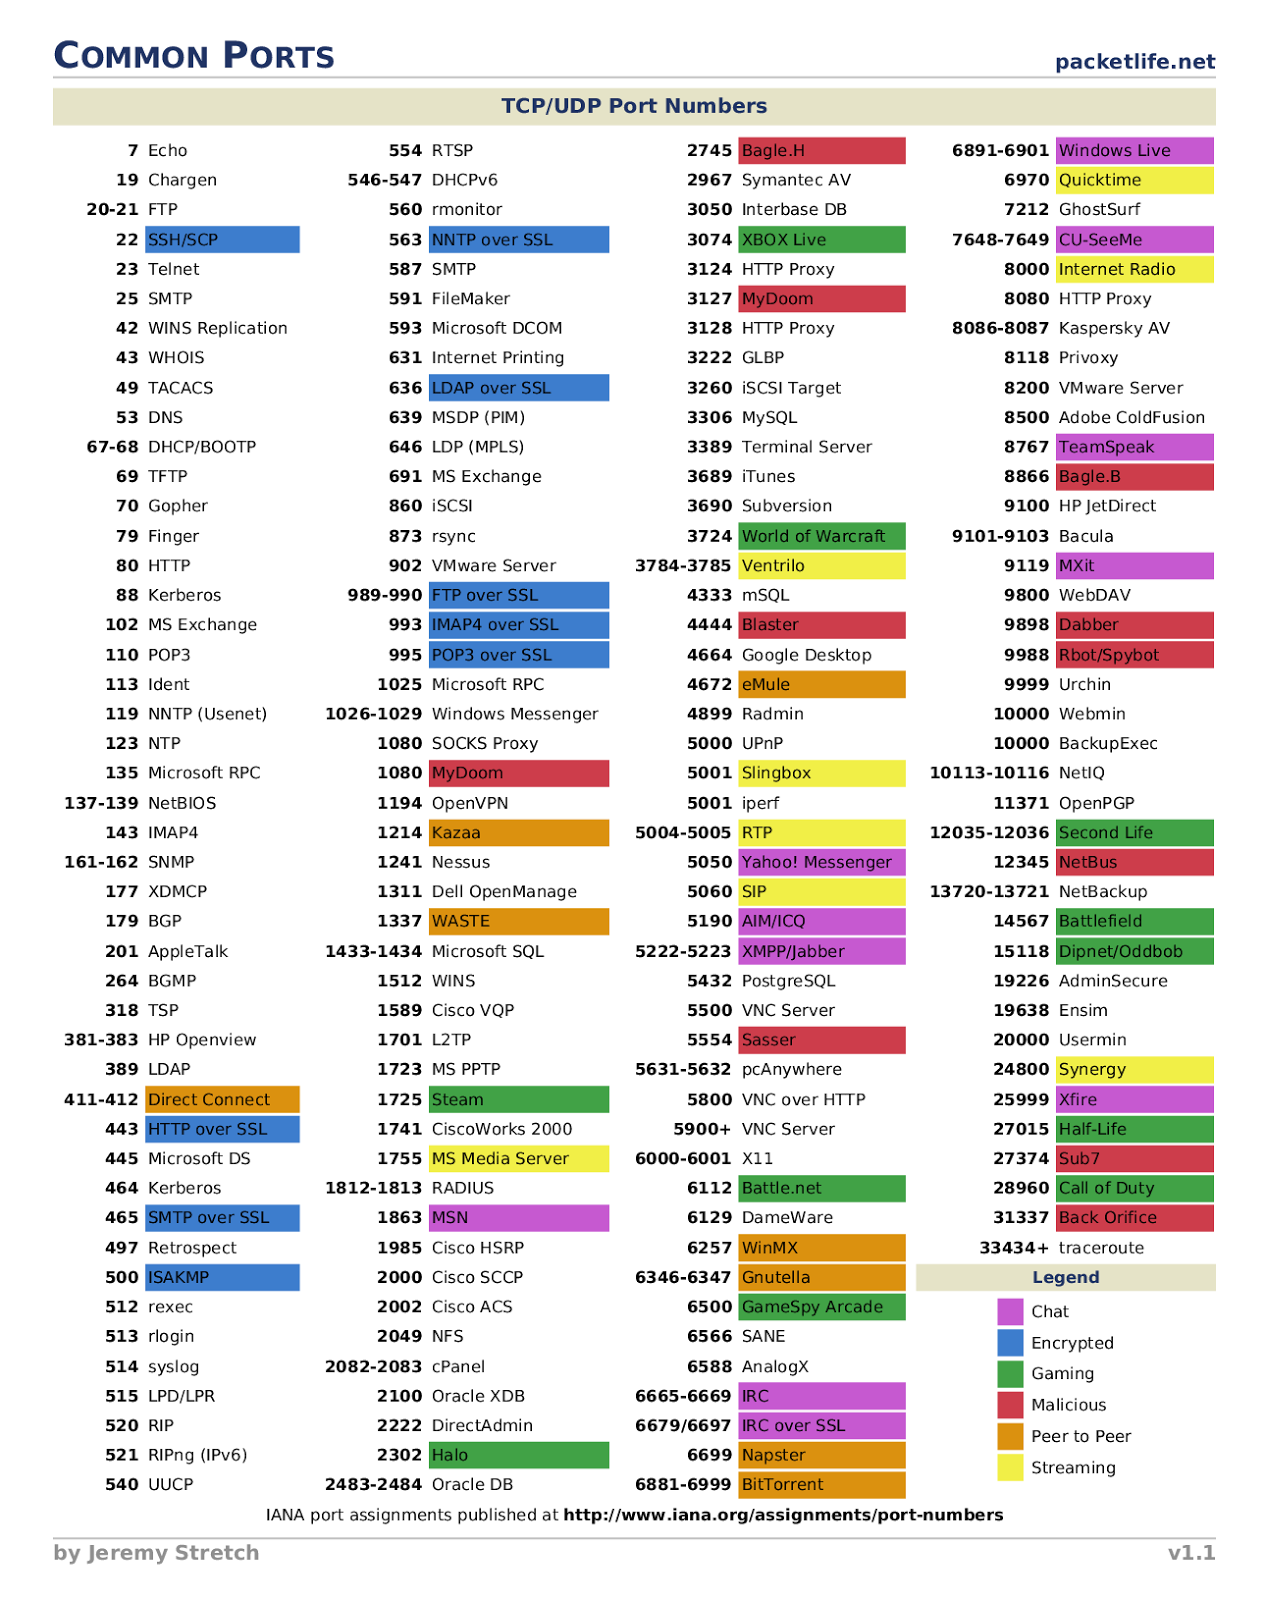 COMMON PORTS
packetlife.net
TCP/UDP Port Numbers
7 Echo
19 Chargen
20-21 FTP
22 SSH/SCP
23 Telnet
25 SMTP
42 WINS Replication
43 WHOIS
49 TACACS
53 DNS
67-68 DHCP/BOOTP
69 TFTP
70 Gopher
79 Finger
80 HTTP
88 Kerberos
102 MS Exchange
110 POP3
113 Ident
119 NNTP (Usenet)
123 NTP
135 Microsoft RPC
137-139 NetBIOS
143 IMAP4
161-162 SNMP
177 XDMCP
179 BGP
201 AppleTalk
264 BGMP
318 TSP
381-383 HP Openview
389 LDAP
411-412 Direct Connect
443 HTTP over SSL
445 Microsoft DS
464 Kerberos
465 SMTP over SSL
497 Retrospect
500 ISAKMP
512 rexec
513 rlogin
514 syslog
515 LPD/LPR
520 RIP
521 RIPng (IPv6)
540 UUCP
554 RTSP
546-547 DHCPv6
560 rmonitor
563 NNTP over SSL
587 SMTP
591 FileMaker
593 Microsoft DCOM
631 Internet Printing
636 LDAP over SSL
639 MSDP (PIM)
646 LDP (MPLS)
691 MS Exchange
860 iSCSI
873 rsync
902 VMware Server
989-990 FTP over SSL
993 IMAP4 over SSL
995 POP3 over SSL
1025 Microsoft RPC
1026-1029 Windows Messenger
1080 SOCKS Proxy
1080 MyDoom
1194 OpenVPN
1214 Kazaa
1241 Nessus
1311 Dell OpenManage
1337 WASTE
1433-1434 Microsoft SQL
1512 WINS
1589 Cisco VQP
1701 L2TP
1723 MS PPTP
1725 Steam
1741 CiscoWorks 2000
1755 MS Media Server
1812-1813 RADIUS
1863 MSN
1985 Cisco HSRP
2000 Cisco SCCP
2002 Cisco ACS
2049 NFS
2082-2083 cPanel
2100 Oracle XDB
2222 DirectAdmin
2302 Halo
2483-2484 Oracle DB
2745 Bagle.H
2967 Symantec AV
3050 Interbase DB
3074 XBOX Live
3124 HTTP Proxy
3127 MyDoom
3128 HTTP Proxy
3222 GLBP
3260 iSCSI Target
3306 MySQL
3389 Terminal Server
3689 iTunes
3690 Subversion
3724 World of Warcraft
3784-3785 Ventrilo
4333 mSQL
4444 Blaster
4664 Google Desktop
4672 eMule
4899 Radmin
5000 UPnP
5001 Slingbox
5001 iperf
5004-5005 RTP
5050 Yahoo! Messenger
5060 SIP
5190 AIM/ICQ
5222-5223 XMPP/Jabber
5432 PostgreSQL
5500 VNC Server
5554 Sasser
5631-5632 pcAnywhere
5800 VNC over HTTP
5900+ VNC Server
6000-6001 X11
6112 Battle.net
6129 DameWare
6257 WinMX
6346-6347 Gnutella
6500 GameSpy Arcade
6566 SANE
6588 AnalogX
6665-6669 IRC
6679/6697 IRC over SSL
6699 Napster
6881-6999 BitTorrent
6891-6901 Windows Live
6970 Quicktime
7212 GhostSurf
7648-7649 CU-SeeMe
8000 Internet Radio
8080 HTTP Proxy
8086-8087 Kaspersky AV
8118 Privoxy
8200 VMware Server
8500 Adobe ColdFusion
8767 TeamSpeak
8866 Bagle.B
9100 HP JetDirect
9101-9103 Bacula
9119 MXit
9800 WebDAV
9898 Dabber
9988 Rbot/Spybot
9999 Urchin
10000 Webmin
10000 BackupExec
10113-10116 NetIQ
11371 OpenPGP
12035-12036 Second Life
12345 NetBus
13720-13721 NetBackup
14567 Battlefield
15118 Dipnet/Oddbob
19226 AdminSecure
19638 Ensim
20000 Usermin
24800 Synergy
25999 Xfire
27015 Half-Life
27374 Sub7
28960 Call of Duty
31337 Back Orifice
33434+ traceroute
Legend
Chat
Encrypted
Gaming
Malicious
Peer to Peer
Streaming
IANA port assignments published at http://www.iana.org/assignments/port-numbers
by Jeremy Stretch
v1.1